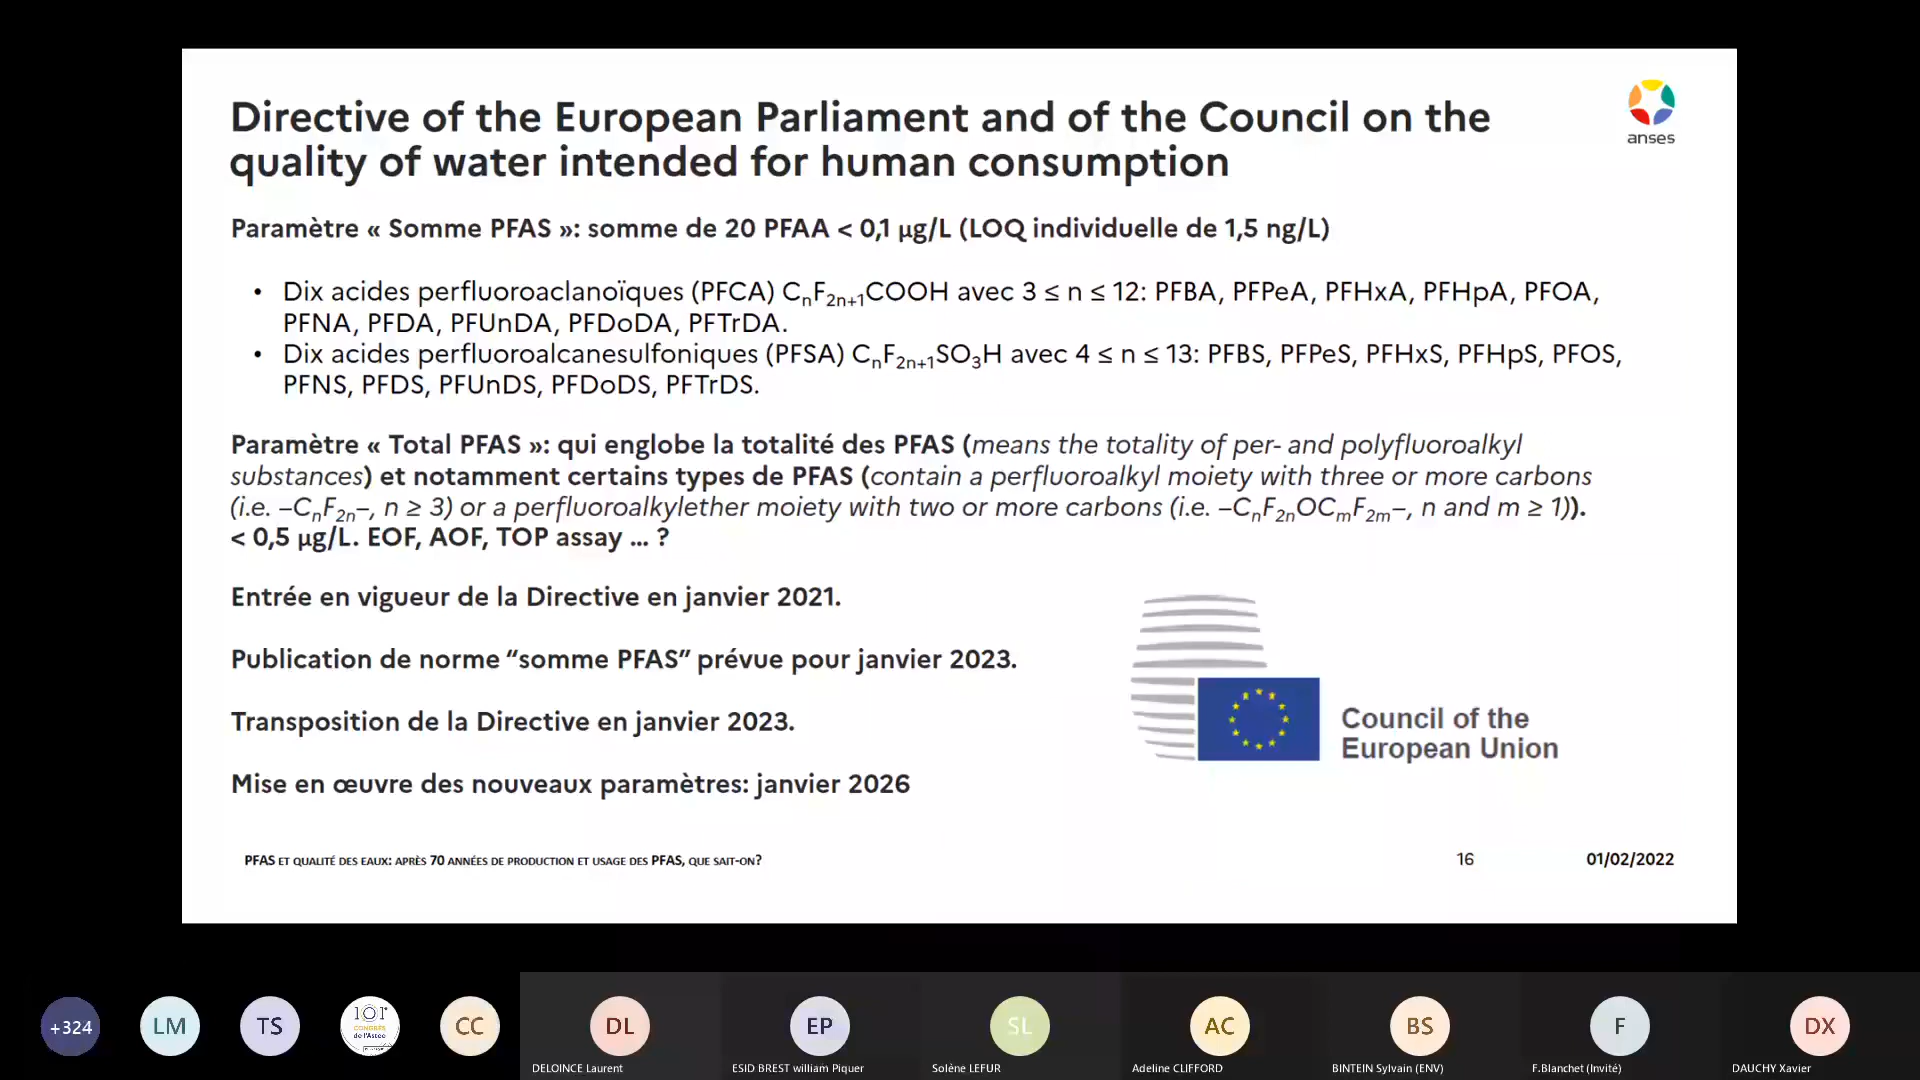 Directive of the European Parliament and of the Council on the
quality of water intended for human consumption
anses
Paramètre « Somme PFAS »: somme de 20 PFAA < 0,1 µg/L (LOQ individuelle de 1,5 ng/L)
• Dix acides perfluoroaclanoïques (PFCA) CnF2n+1COOH avec 3 ≤ n ≤ 12: PFBA, PFPeA, PFHxA, PFHpA, PFOA,
PFNA, PFDA, PFUnDA, PFDoDA, PFTrDA.
• Dix acides perfluoroalcanesulfoniques (PFSA) CnF2n+1SO3H avec 4 ≤ n ≤ 13: PFBS, PFPeS, PFHxS, PFHpS, PFOS,
PFNS, PFDS, PFUnDS, PFDoDS, PFTrDS.
Paramètre « Total PFAS »: qui englobe la totalité des PFAS (means the totality of per- and polyfluoroalkyl
substances) et notamment certains types de PFAS (contain a perfluoroalkyl moiety with three or more carbons
(i.e. –CnF2n–, n ≥ 3) or a perfluoroalkylether moiety with two or more carbons (i.e. –CnF2nOCmF2m–, n and m ≥ 1)).
< 0,5 µg/L. EOF, AOF, TOP assay ... ?
Entrée en vigueur de la Directive en janvier 2021.
Publication de norme “somme PFAS” prévue pour janvier 2023.
Transposition de la Directive en janvier 2023.
Mise en œuvre des nouveaux paramètres: janvier 2026
Council of the
European Union
PFAS ET QUALITÉ DES EAUX: APRÈS 70 ANNÉES DE PRODUCTION ET USAGE DES PFAS, QUE SAIT-ON?
16
01/02/2022
+324
LM
TS
101e
CONGRÈS
de l'Astee
CC
DL
EP
SL
AC
BS
F
DX
DELOINCE Laurent
ESID BREST william Piquer
Solène LEFUR
Adeline CLIFFORD
BINTEIN Sylvain (ENV)
F.Blanchet (Invité)
DAUCHY Xavier